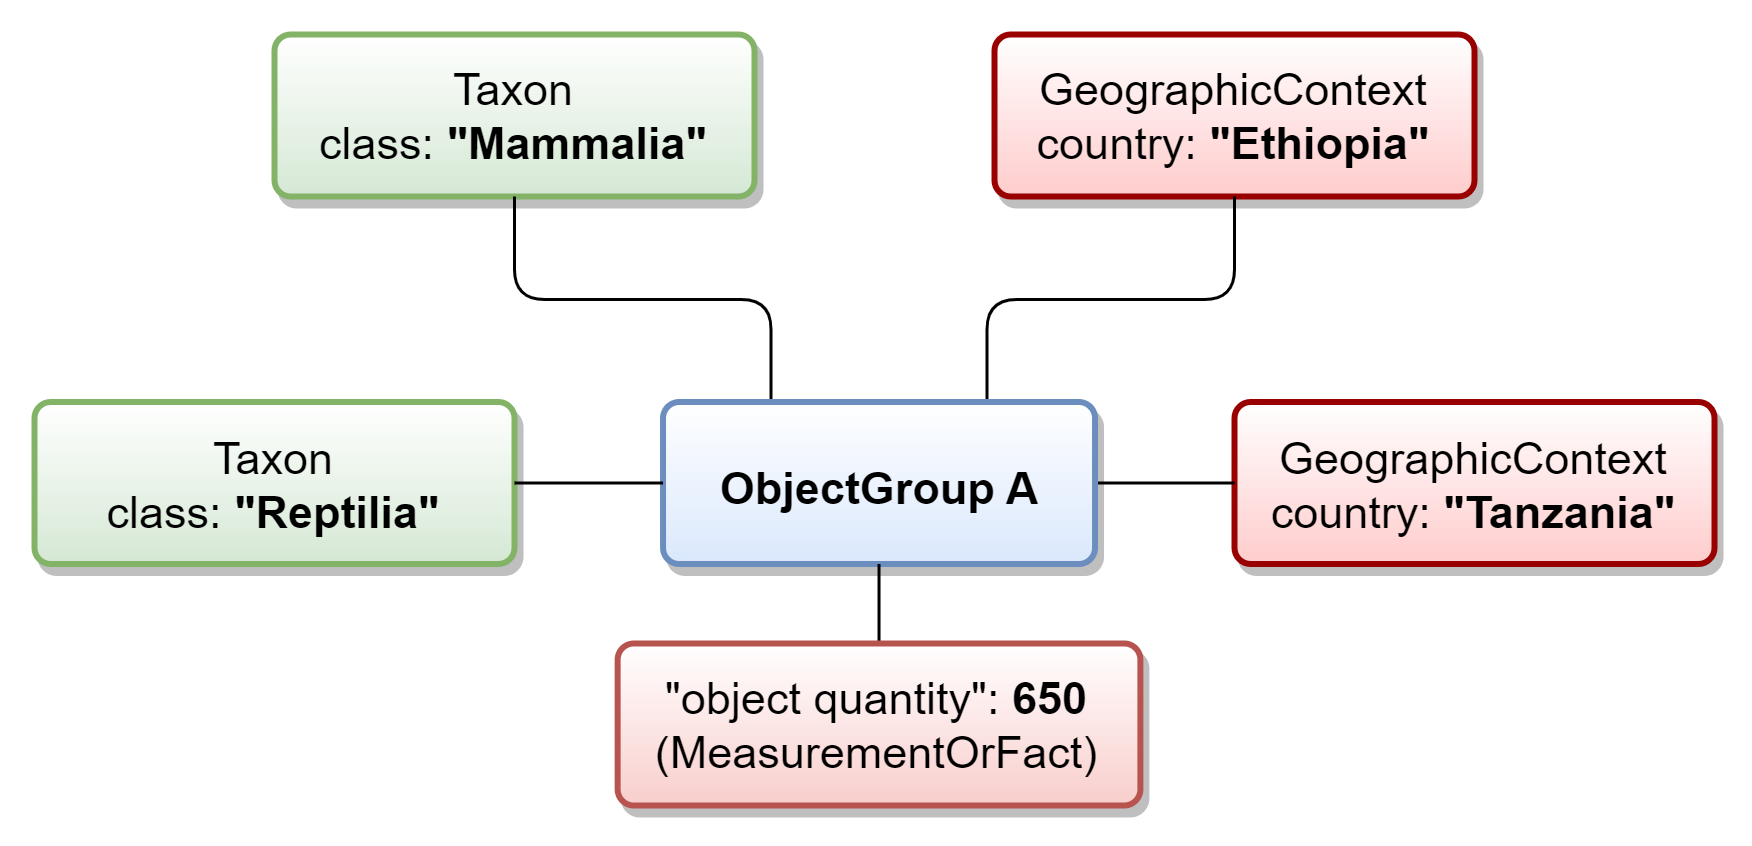 Taxon
class: "Mammalia"
GeographicContext
country: "Ethiopia"
Taxon
class: "Reptilia"
ObjectGroup A
GeographicContext
country: "Tanzania"
"object quantity": 650
(MeasurementOrFact)